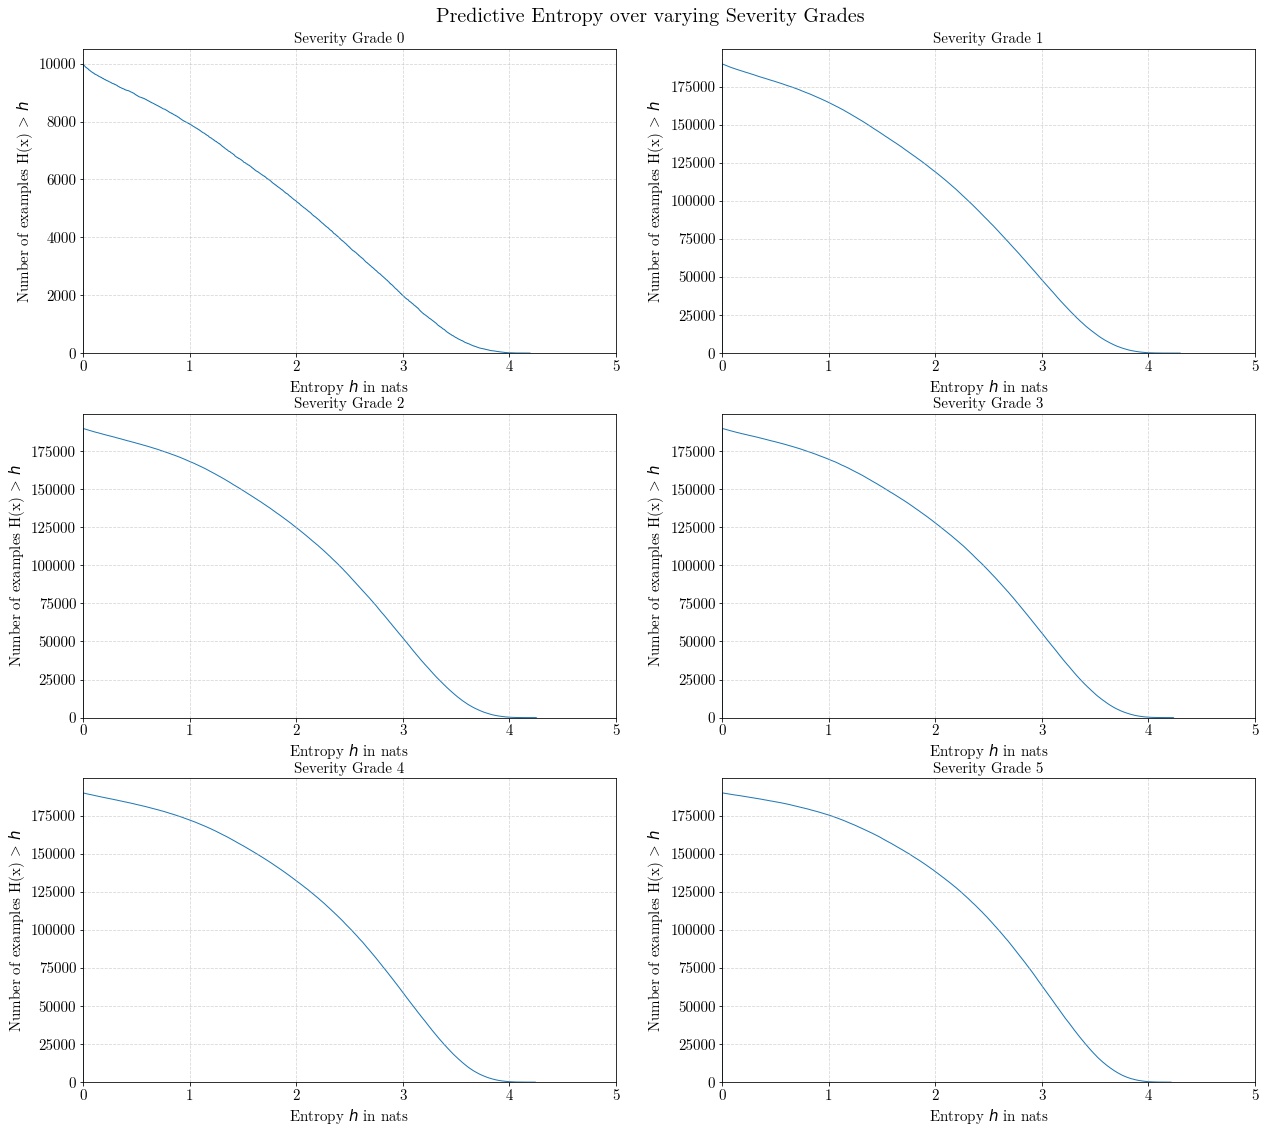 Predictive Entropy over varying Severity Grades
Severity Grade 0
Number of examples H(x) > h
10000
8000
6000
4000
2000
0
0 1 2 3 4 5
Entropy h in nats
Severity Grade 1
Number of examples H(x) > h
175000
150000
125000
100000
75000
50000
25000
0
0 1 2 3 4 5
Entropy h in nats
Severity Grade 2
Number of examples H(x) > h
175000
150000
125000
100000
75000
50000
25000
0
0 1 2 3 4 5
Entropy h in nats
Severity Grade 3
Number of examples H(x) > h
175000
150000
125000
100000
75000
50000
25000
0
0 1 2 3 4 5
Entropy h in nats
Severity Grade 4
Number of examples H(x) > h
175000
150000
125000
100000
75000
50000
25000
0
0 1 2 3 4 5
Entropy h in nats
Severity Grade 5
Number of examples H(x) > h
175000
150000
125000
100000
75000
50000
25000
0
0 1 2 3 4 5
Entropy h in nats